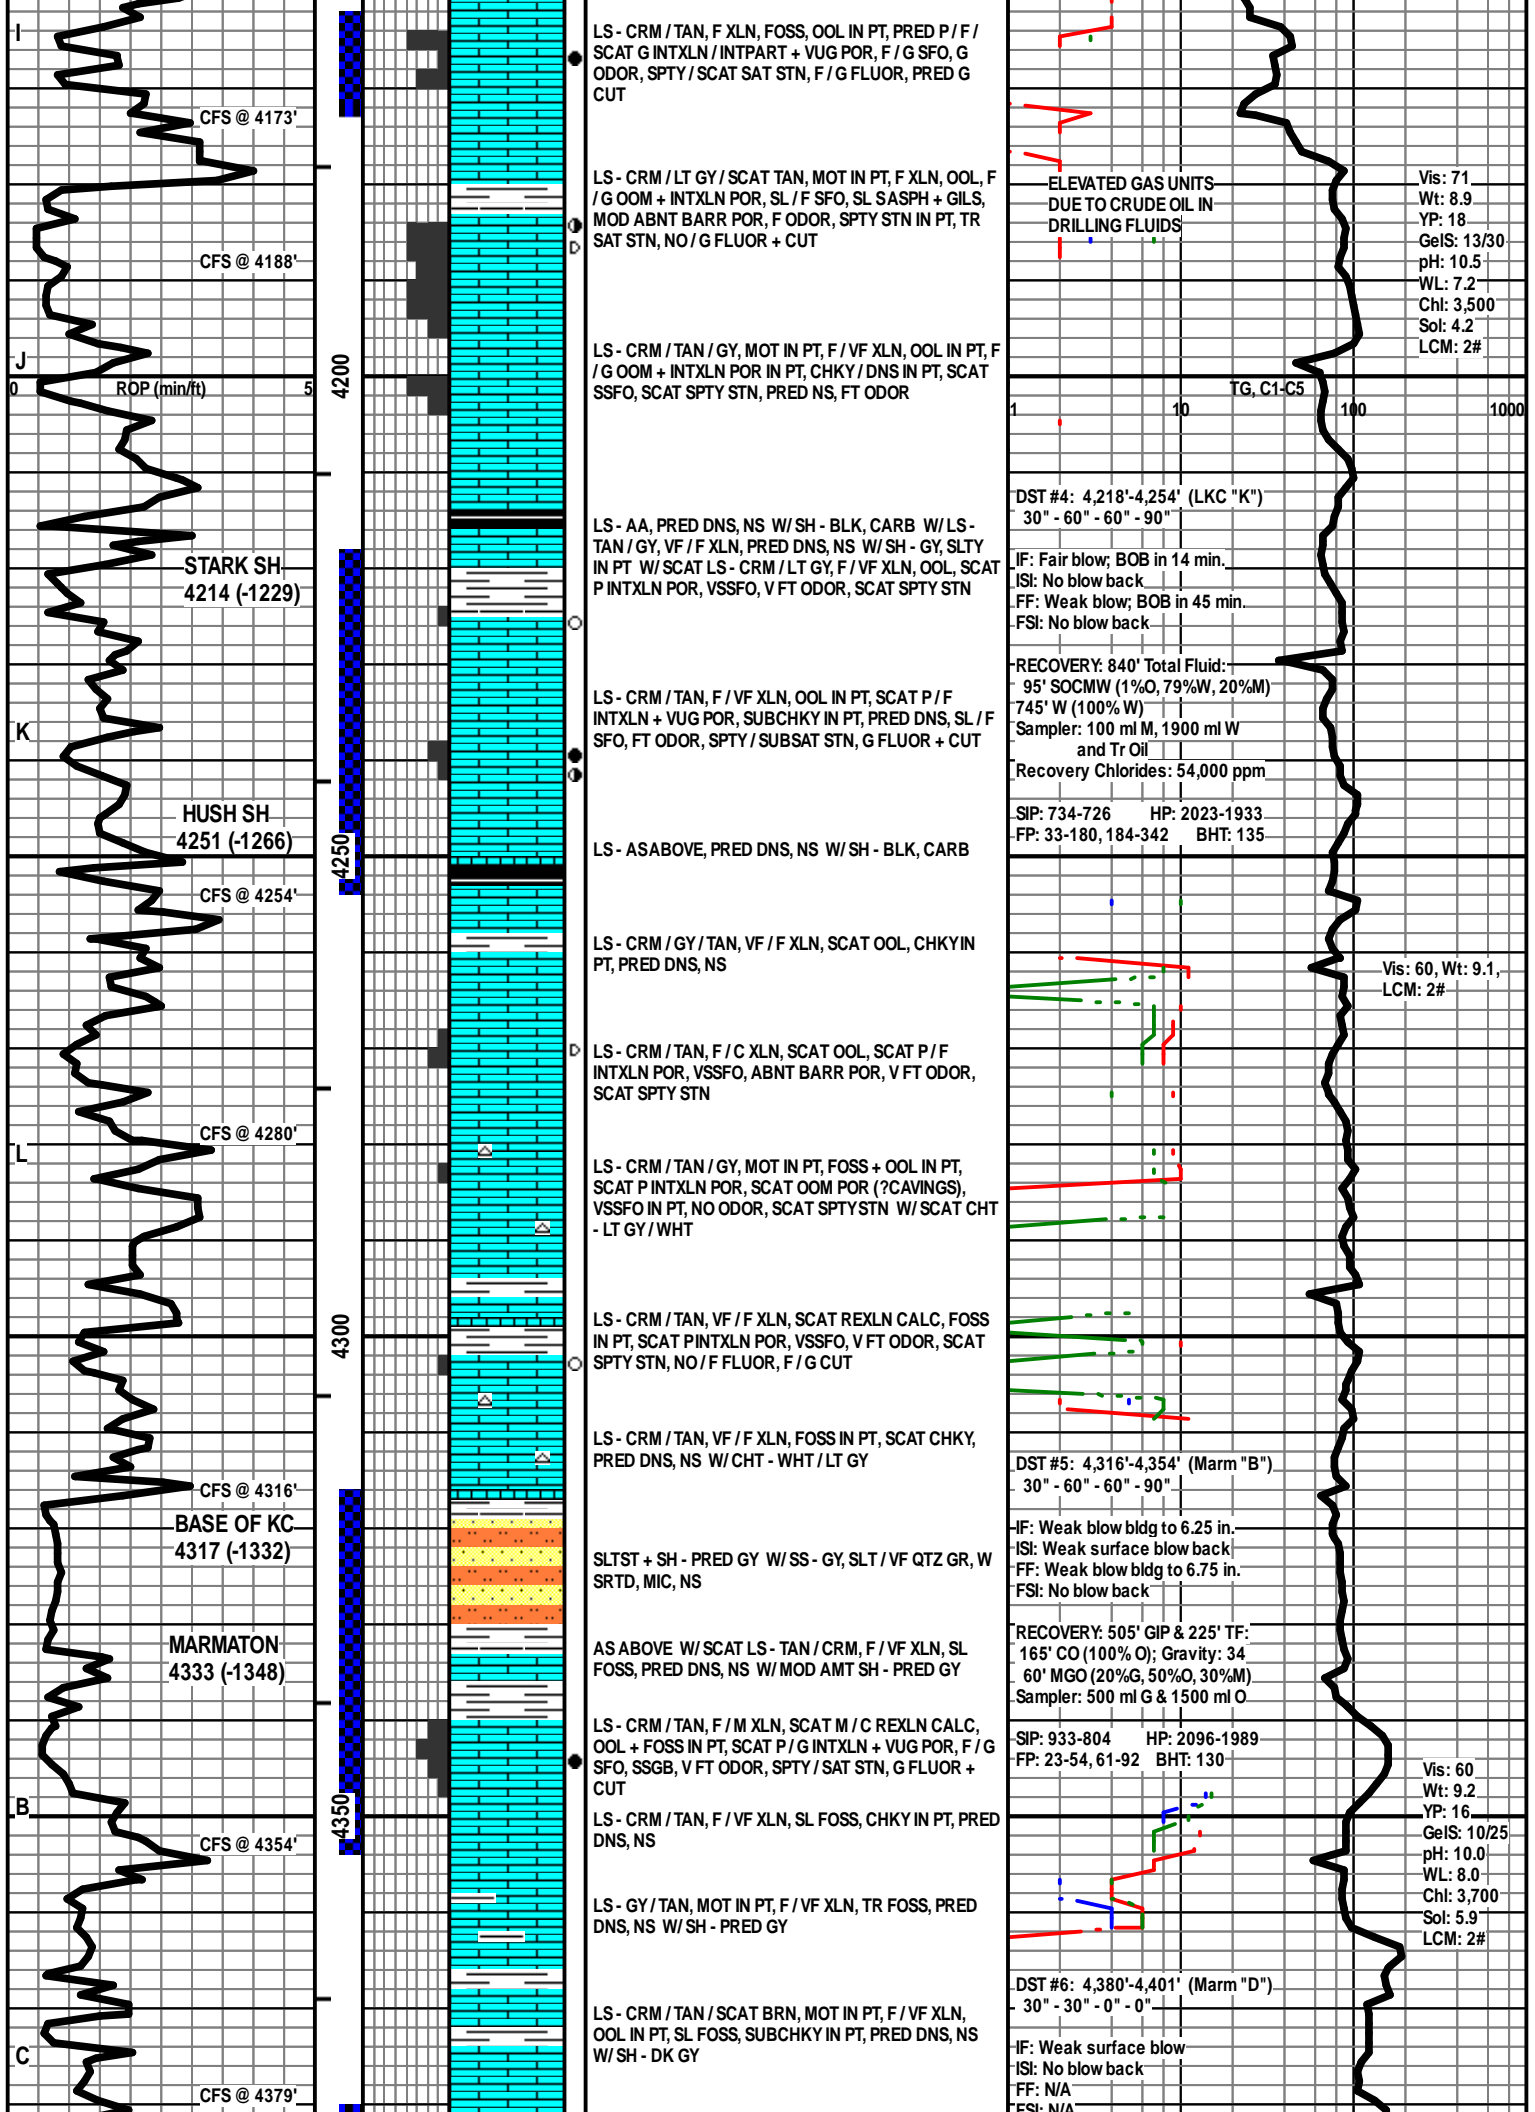 I
CFS @ 4173'
CFS @ 4188'
J
0 ROP (min/ft) 5
STARK SH
4214 (-1229)
K
HUSH SH
4251 (-1266)
CFS @ 4254'
CFS @ 4280'
L
CFS @ 4316'
BASE OF KC
4317 (-1332)
MARMATON
4333 (-1348)
B
CFS @ 4354'
C
CFS @ 4379'
4200
4250
4300
4350
LS - CRM / TAN, F XLN, FOSS, OOL IN PT, PRED P / F /
SCAT G INTXLN / INTPART + VUG POR, F / G SFO, G
ODOR, SPTY / SCAT SAT STN, F / G FLUOR, PRED G
CUT
LS - CRM / LT GY / SCAT TAN, MOT IN PT, F XLN, OOL, F
/ G OOM + INTXLN POR, SL / F SFO, SL SASPH + GILS,
MOD ABNT BARR POR, F ODOR, SPTY STN IN PT, TR
SAT STN, NO / G FLUOR + CUT
LS - CRM / TAN / GY, MOT IN PT, F / VF XLN, OOL IN PT, F
/ G OOM + INTXLN POR IN PT, CHKY / DNS IN PT, SCAT
SSFO, SCAT SPTY STN, PRED NS, FT ODOR
LS - AA, PRED DNS, NS W/ SH - BLK, CARB W/ LS -
TAN / GY, VF / F XLN, PRED DNS, NS W/ SH - GY, SLTY
IN PT W/ SCAT LS - CRM / LT GY, F / VF XLN, OOL, SCAT
P INTXLN POR, VSSFO, V FT ODOR, SCAT SPTY STN
LS - CRM / TAN, F / VF XLN, OOL IN PT, SCAT P / F
INTXLN + VUG POR, SUBCHKY IN PT, PRED DNS, SL / F
SFO, FT ODOR, SPTY / SUBSAT STN, G FLUOR + CUT
LS - AS ABOVE, PRED DNS, NS W/ SH - BLK, CARB
LS - CRM / GY / TAN, VF / F XLN, SCAT OOL, CHKY IN
PT, PRED DNS, NS
LS - CRM / TAN, F / C XLN, SCAT OOL, SCAT P / F
INTXLN POR, VSSFO, ABNT BARR POR, V FT ODOR,
SCAT SPTY STN
LS - CRM / TAN / GY, MOT IN PT, FOSS + OOL IN PT,
SCAT P INTXLN POR, SCAT OOM POR (?CAVINGS),
VSSFO IN PT, NO ODOR, SCAT SPTY STN W/ SCAT CHT
- LT GY / WHT
LS - CRM / TAN, VF / F XLN, SCAT REXLN CALC, FOSS
IN PT, SCAT P INTXLN POR, VSSFO, V FT ODOR, SCAT
SPTY STN, NO / F FLUOR, F / G CUT
LS - CRM / TAN, VF / F XLN, FOSS IN PT, SCAT CHKY,
PRED DNS, NS W/ CHT - WHT / LT GY
SLTST + SH - PRED GY W/ SS - GY, SLT / VF QTZ GR, W
SRTD, MIC, NS
AS ABOVE W/ SCAT LS - TAN / CRM, F / VF XLN, SL
FOSS, PRED DNS, NS W/ MOD AMT SH - PRED GY
LS - CRM / TAN, F / M XLN, SCAT M / C REXLN CALC,
OOL + FOSS IN PT, SCAT P / G INTXLN + VUG POR, F / G
SFO, SSGB, V FT ODOR, SPTY / SAT STN, G FLUOR +
CUT
LS - CRM / TAN, F / VF XLN, SL FOSS, CHKY IN PT, PRED
DNS, NS
LS - GY / TAN, MOT IN PT, F / VF XLN, TR FOSS, PRED
DNS, NS W/ SH - PRED GY
LS - CRM / TAN / SCAT BRN, MOT IN PT, F / VF XLN,
OOL IN PT, SL FOSS, SUBCHKY IN PT, PRED DNS, NS
W/ SH - DK GY
ELEVATED GAS UNITS
DUE TO CRUDE OIL IN
DRILLING FLUIDS
Vis: 71
Wt: 8.9
YP: 18
GelS: 13/30
pH: 10.5
WL: 7.2
Chl: 3,500
Sol: 4.2
LCM: 2#
TG, C1-C5
1 10 100 1000
DST #4: 4,218'-4,254' (LKC "K")
30" - 60" - 60" - 90"
IF: Fair blow; BOB in 14 min.
ISI: No blow back
FF: Weak blow; BOB in 45 min.
FSI: No blow back
RECOVERY: 840' Total Fluid:
95' SOCMW (1%O, 79%W, 20%M)
745' W (100% W)
Sampler: 100 ml M, 1900 ml W
and Tr Oil
Recovery Chlorides: 54,000 ppm
SIP: 734-726 HP: 2023-1933
FP: 33-180, 184-342 BHT: 135
Vis: 60, Wt: 9.1,
LCM: 2#
DST #5: 4,316'-4,354' (Marm "B")
30" - 60" - 60" - 90"
IF: Weak blow bldg to 6.25 in.
ISI: Weak surface blow back
FF: Weak blow bldg to 6.75 in.
FSI: No blow back
RECOVERY: 505' GIP & 225' TF:
165' CO (100% O); Gravity: 34
60' MGO (20%G, 50%O, 30%M)
Sampler: 500 ml G & 1500 ml O
SIP: 933-804 HP: 2096-1989
FP: 23-54, 61-92 BHT: 130
Vis: 60
Wt: 9.2
YP: 16
GelS: 10/25
pH: 10.0
WL: 8.0
Chl: 3,700
Sol: 5.9
LCM: 2#
DST #6: 4,380'-4,401' (Marm "D")
30" - 30" - 0" - 0"
IF: Weak surface blow
ISI: No blow back
FF: N/A
FSI: N/A